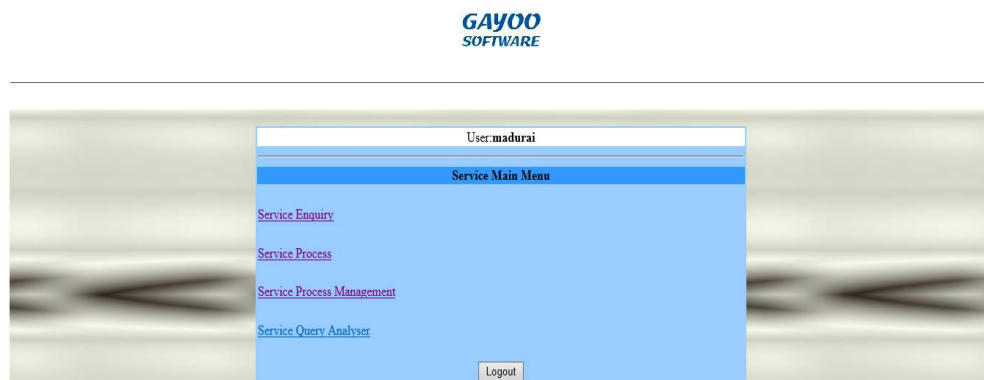 GAYOO
SOFTWARE
User:madurai
Service Main Menu
Service Enquiry
Service Process
Service Process Management
Service Query Analyser
Logout